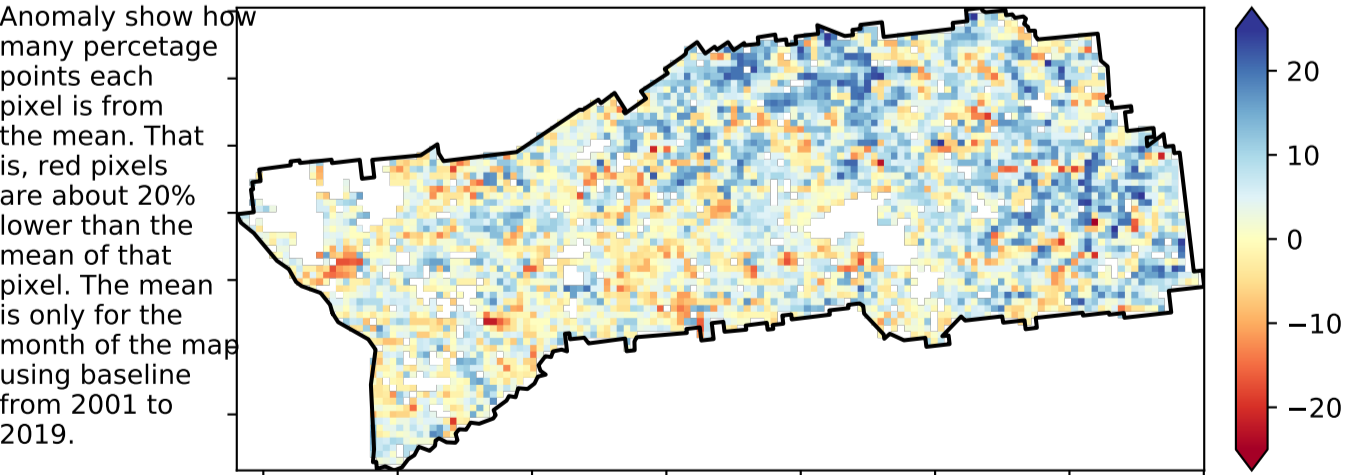 Anomaly show how
many percetage
points each
pixel is from
the mean. That
is, red pixels
are about 20%
lower than the
mean of that
pixel. The mean
is only for the
month of the map
using baseline
from 2001 to
2019.
20
10
0
−10
−20